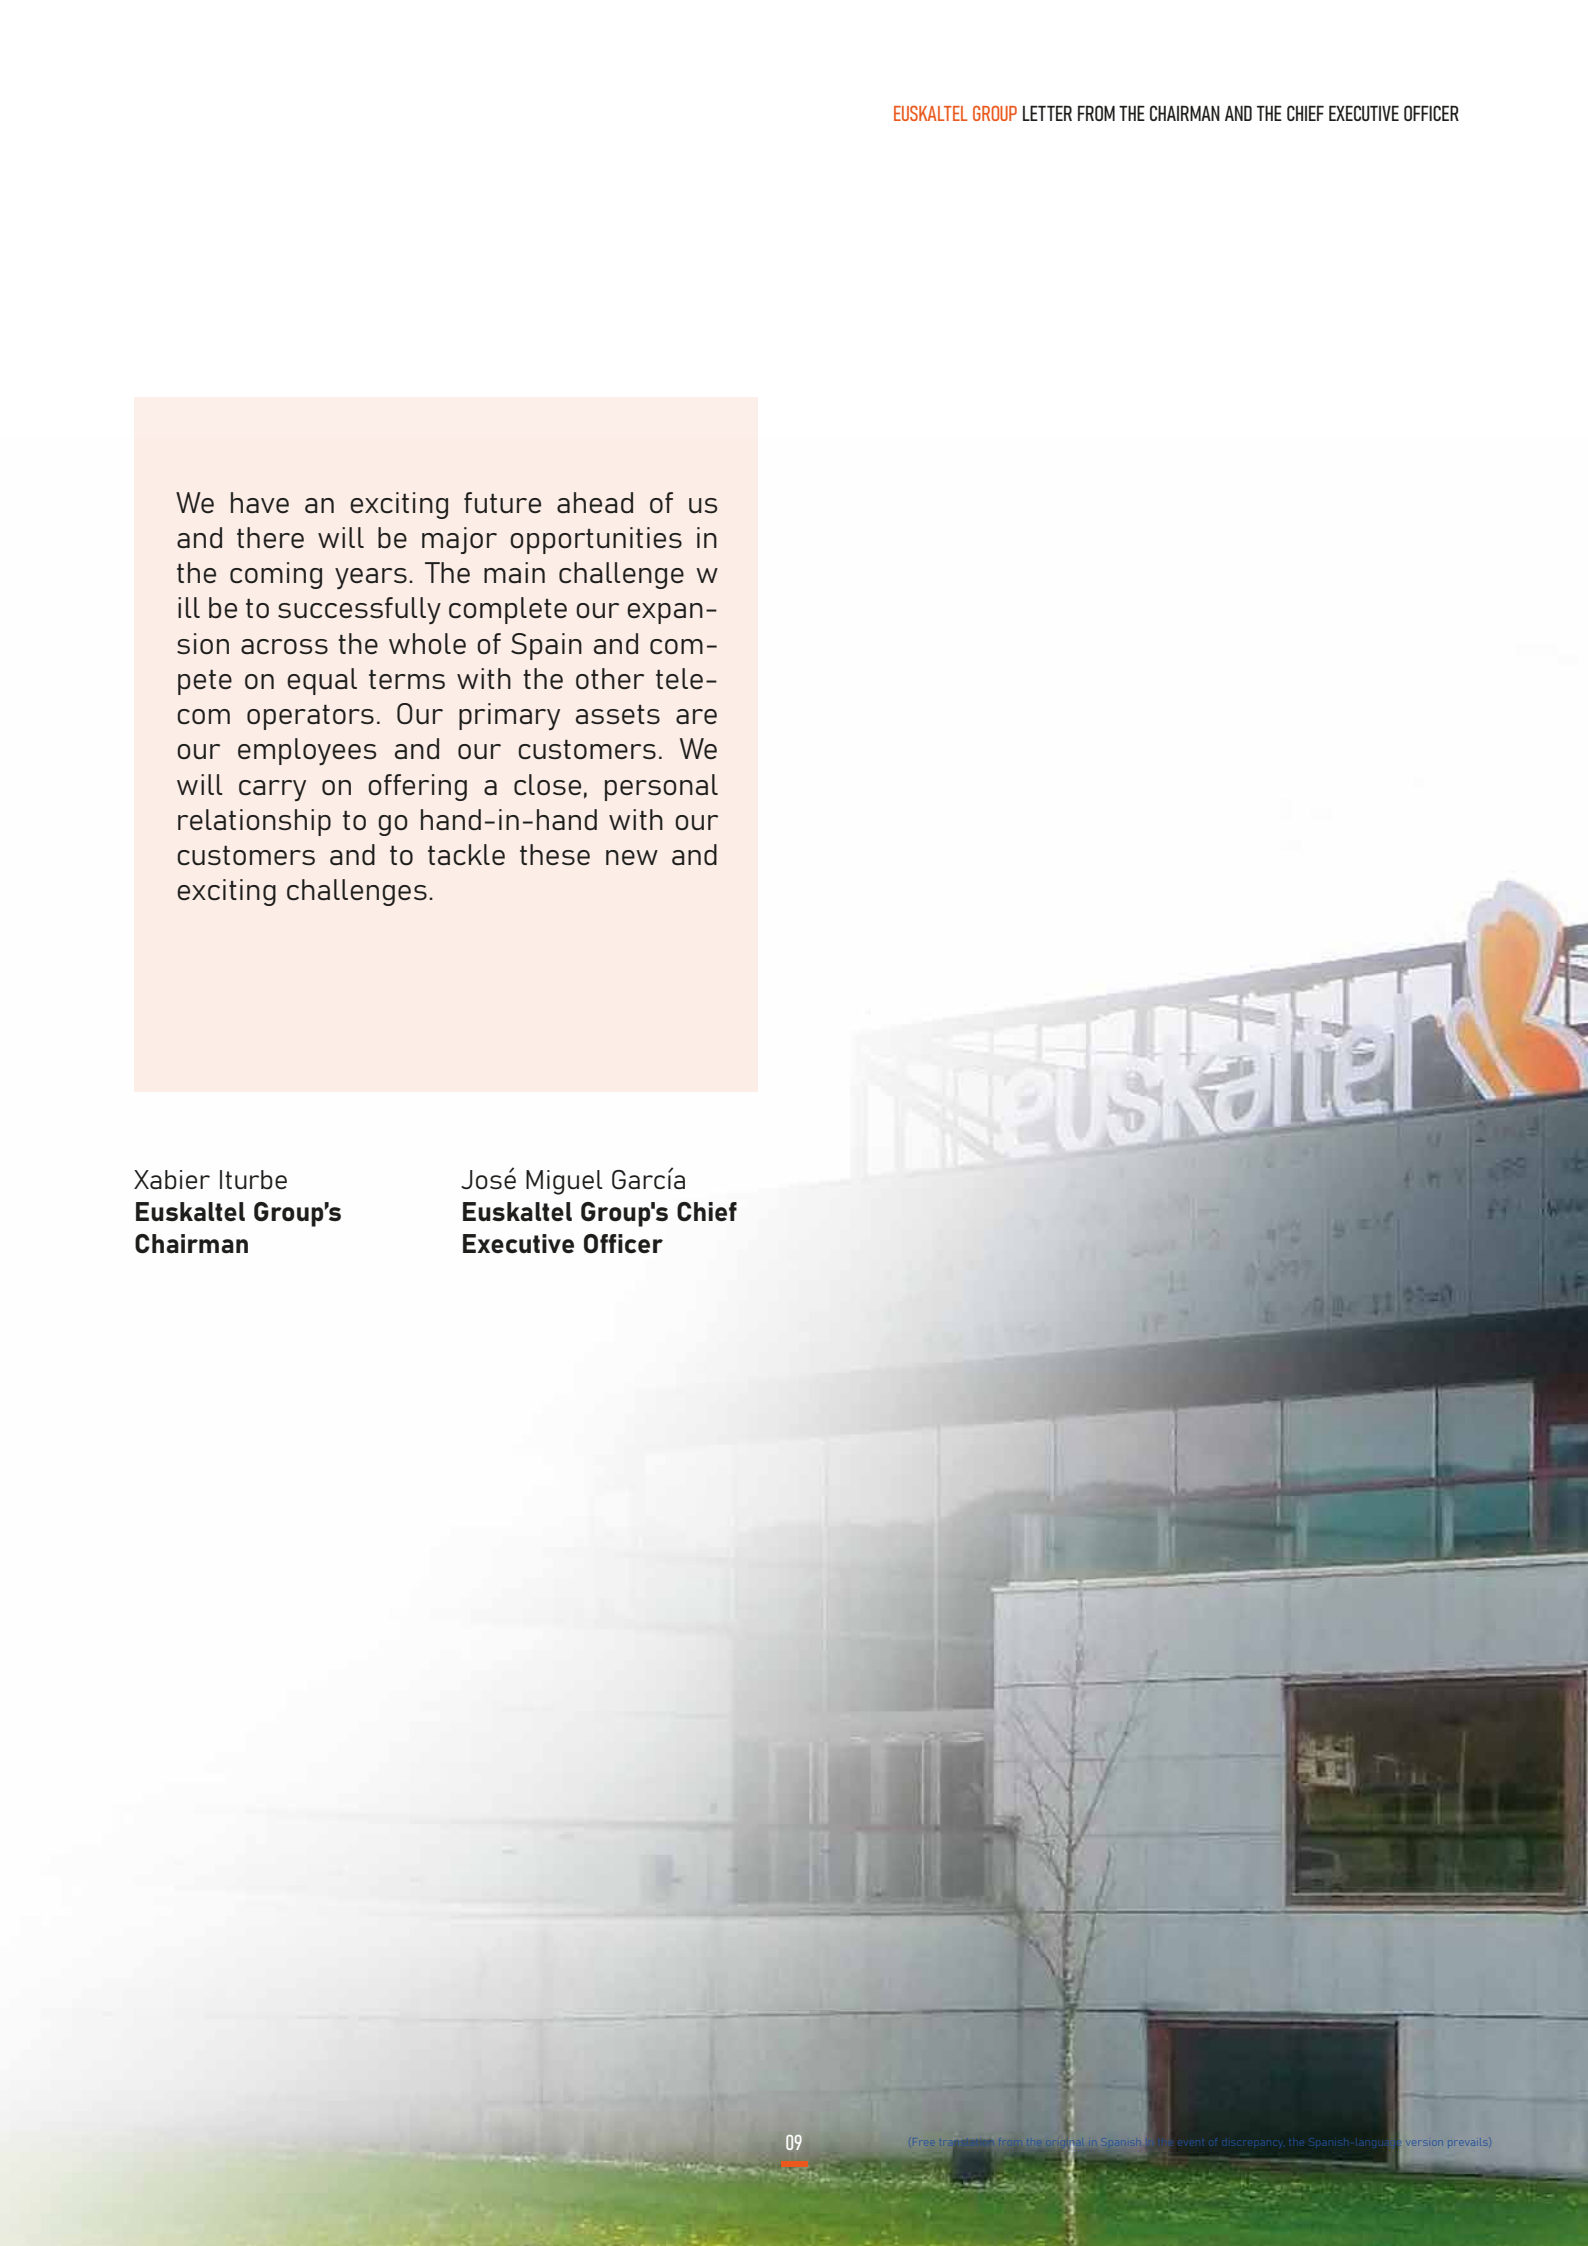 EUSKALTEL GROUP LETTER FROM THE CHAIRMAN AND THE CHIEF EXECUTIVE OFFICER
We have an exciting future ahead of us
and there will be major opportunities in
the coming years. The main challenge w
ill be to successfully complete our expan-
sion across the whole of Spain and com-
pete on equal terms with the other tele-
com operators. Our primary assets are
our employees and our customers. We
will carry on offering a close, personal
relationship to go hand-in-hand with our
customers and to tackle these new and
exciting challenges.
euskaltel
Xabier Iturbe
Euskaltel Group’s
Chairman
José Miguel García
Euskaltel Group's Chief
Executive Officer
09
(Free translation from the original in Spanish. In the event of discrepancy, the Spanish-language version prevails)